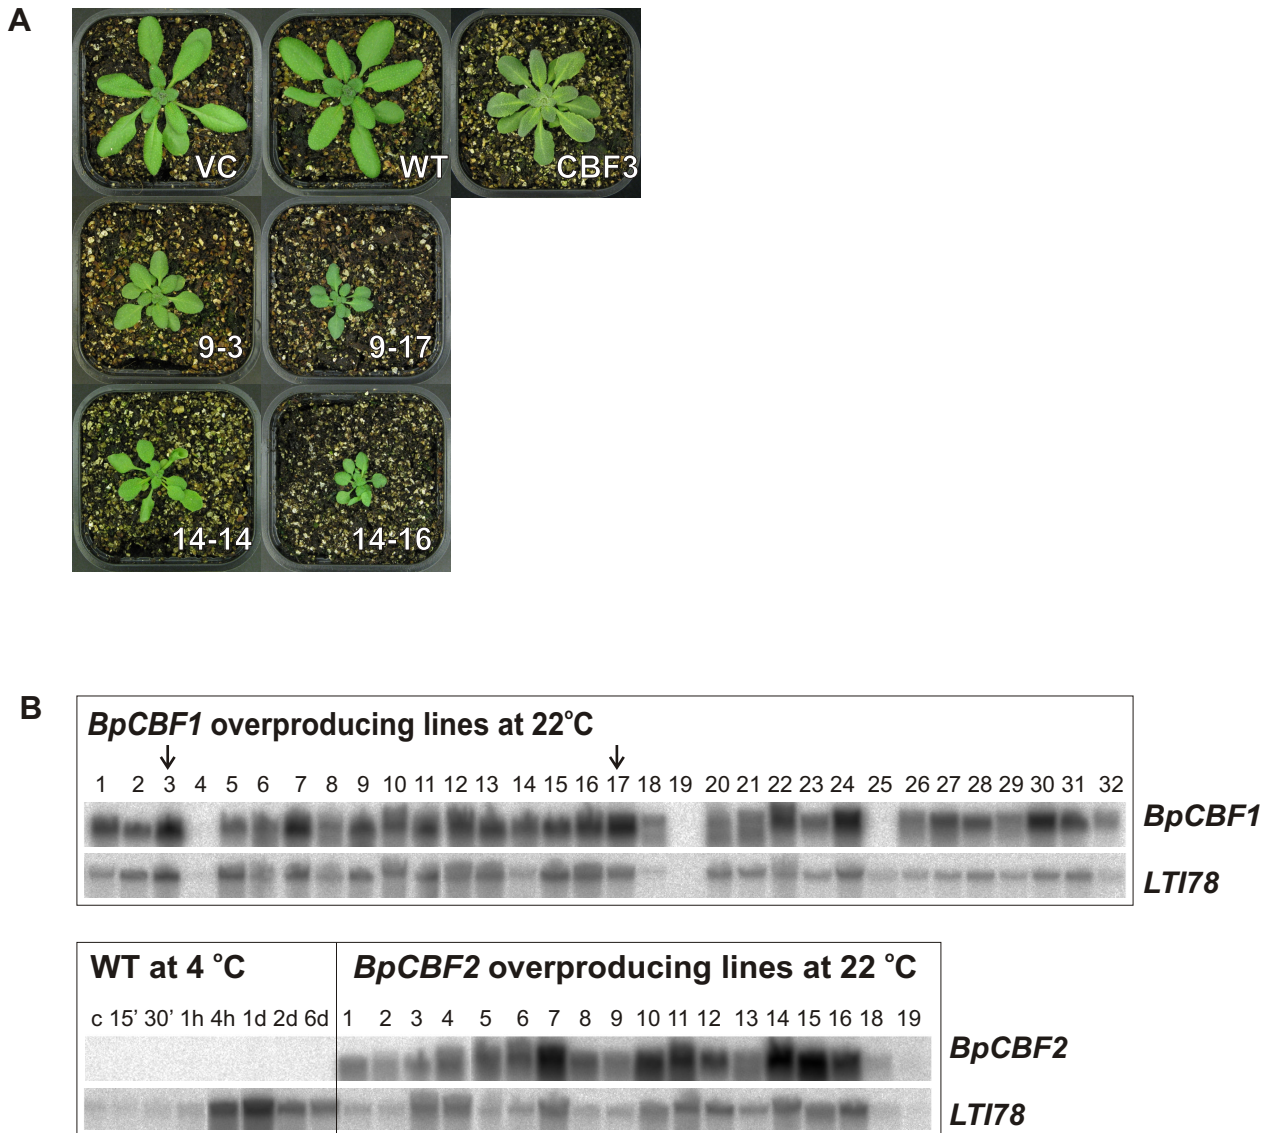 A
VC
WT
CBF3
9-3
9-17
14-14
14-16
B
BpCBF1 overproducing lines at 22°C
1 2 3 4 5 6 7 8 9 10 11 12 13 14 15 16 17 18 19 20 21 22 23 24 25 26 27 28 29 30 31 32
BpCBF1
LTI78
WT at 4 °C
BpCBF2 overproducing lines at 22 °C
c 15’ 30’ 1h 4h 1d 2d 6d 1 2 3 4 5 6 7 8 9 10 11 12 13 14 15 16 18 19
BpCBF2
LTI78